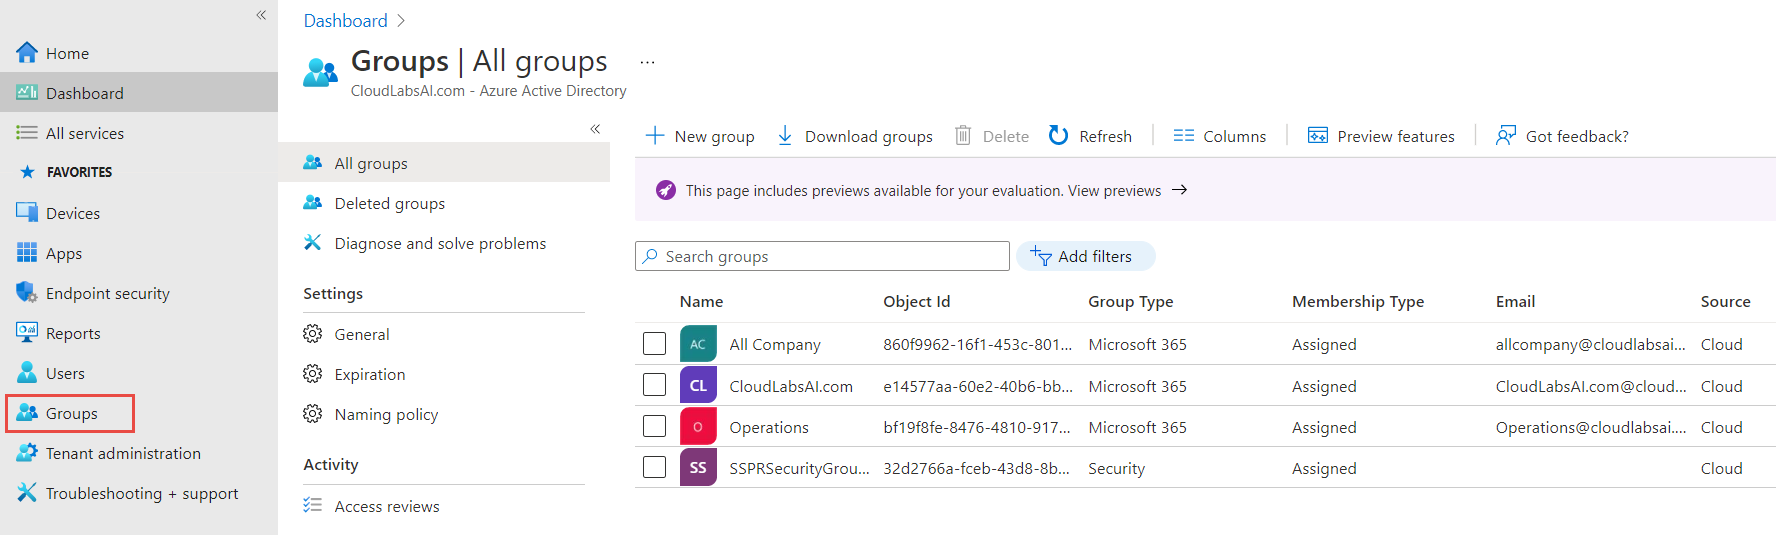 «
Home
Dashboard
All services
FAVORITES
Devices
Apps
Endpoint security
Reports
Users
Groups
Tenant administration
Troubleshooting + support
Dashboard >
Groups | All groups ...
CloudLabsAI.com - Azure Active Directory
«
All groups
Deleted groups
Diagnose and solve problems
Settings
General
Expiration
Naming policy
Activity
Access reviews
New group Download groups Delete Refresh Columns Preview features Got feedback?
This page includes previews available for your evaluation. View previews →
Search groups Add filters
Name Object Id Group Type Membership Type Email Source
AC All Company 860f9962-16f1-453c-801... Microsoft 365 Assigned allcompany@cloudlabsai... Cloud
CL CloudLabsAI.com e14577aa-60e2-40b6-bb... Microsoft 365 Assigned CloudLabsAI.com@cloud... Cloud
O Operations bf19f8fe-8476-4810-917... Microsoft 365 Assigned Operations@cloudlabsai.... Cloud
SS SSPRSecurityGrou... 32d2766a-fceb-43d8-8b... Security Assigned Cloud